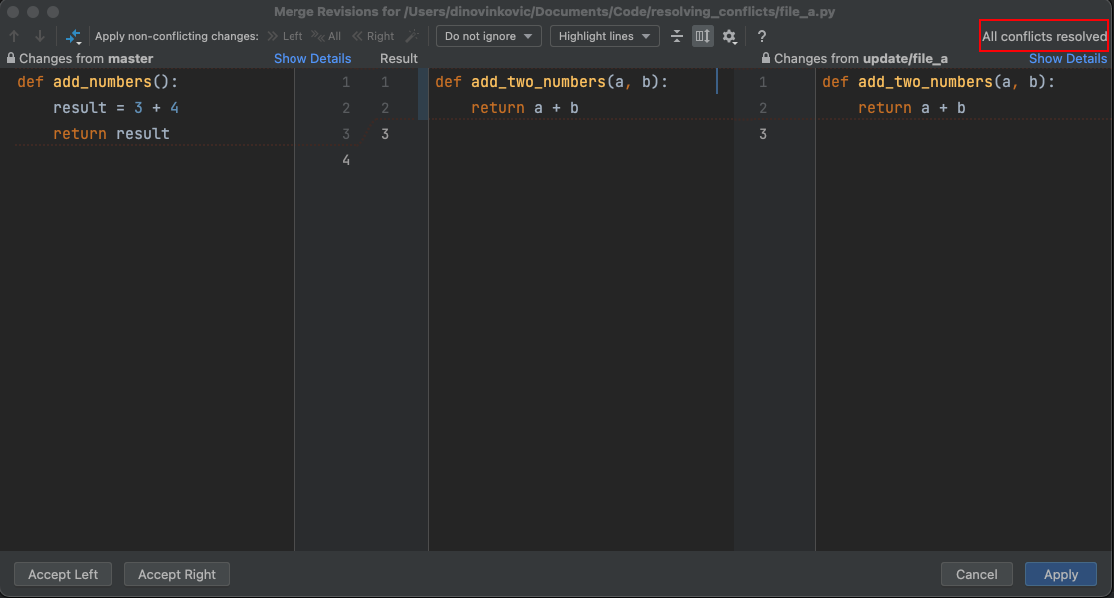 Merge Revisions for /Users/dinovinkovic/Documents/Code/resolving_conflicts/file_a.py
Apply non-conflicting changes: Left All Right Do not ignore Highlight lines ? All conflicts resolved
Changes from master Show Details Result Changes from update/file_a Show Details
def add_numbers(): 1 1 def add_two_numbers(a, b): 1 def add_two_numbers(a, b):
result = 3 + 4 2 2 return a + b 2 return a + b
return result 3 3 3
4
Accept Left Accept Right Cancel Apply